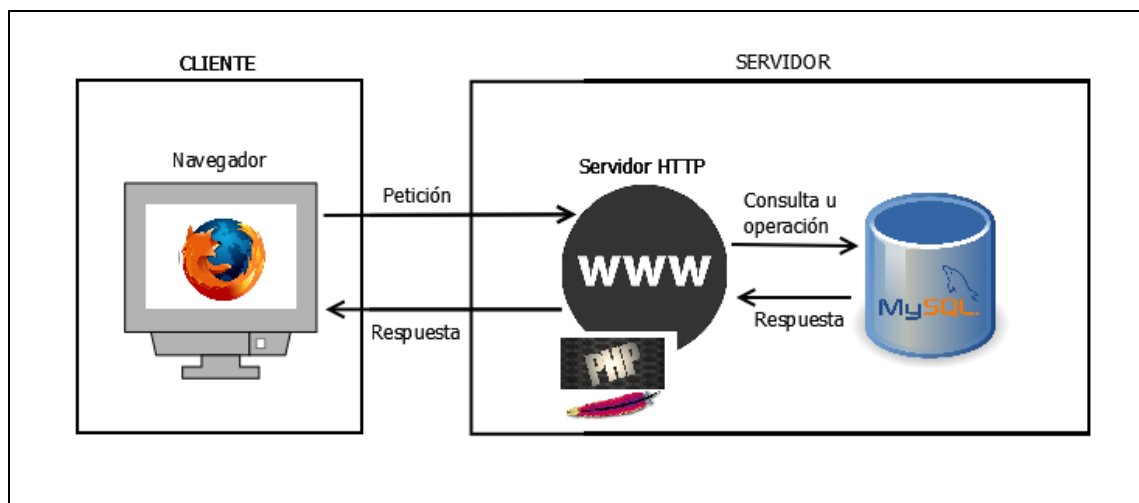 CLIENTE
SERVIDOR
Navegador
Servidor HTTP
Petición
Consulta u
operación
WWW
Respuesta
Respuesta
MySQL
PHP